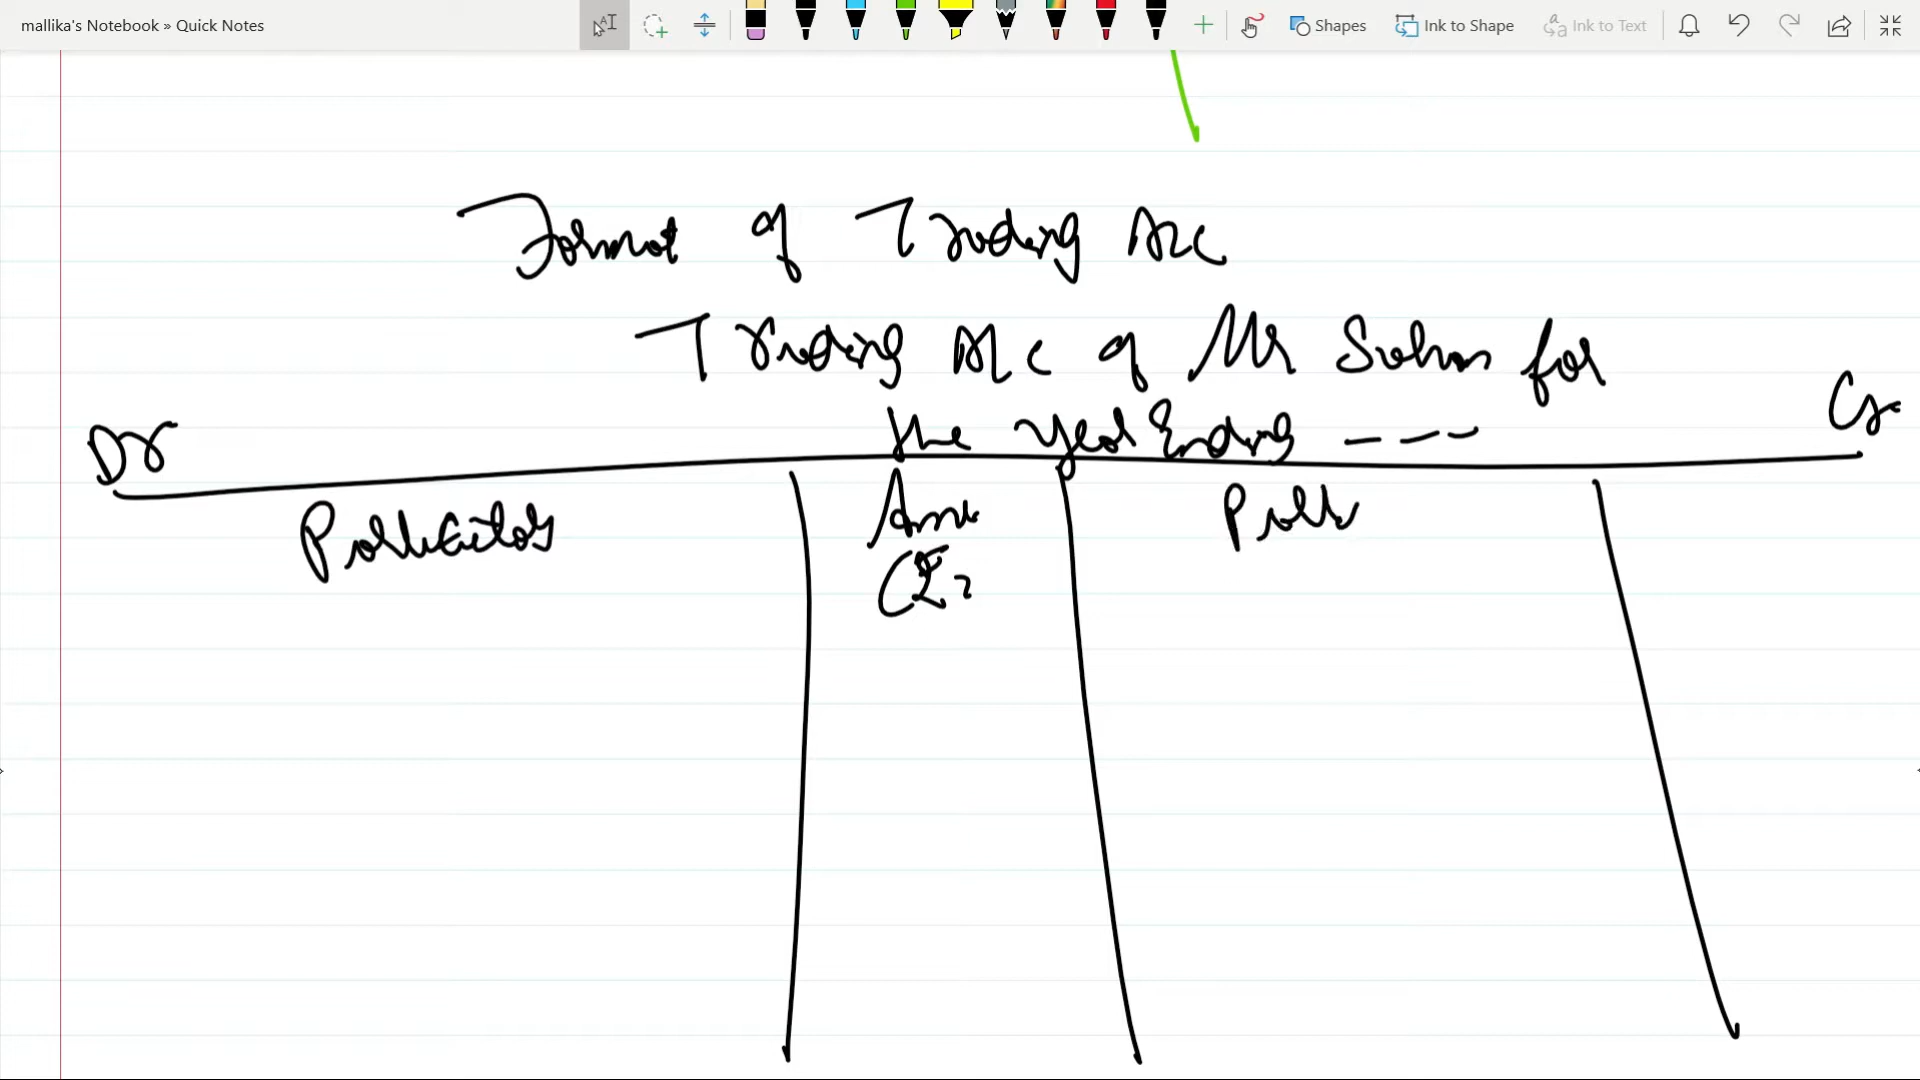 mallika's Notebook » Quick Notes
Shapes
Ink to Shape
Ink to Text
Format of Trading A/c
Trading A/c of Mr Sohan for
the year Ending ---
Dr
Cr
Particulars
Amt
(₹)